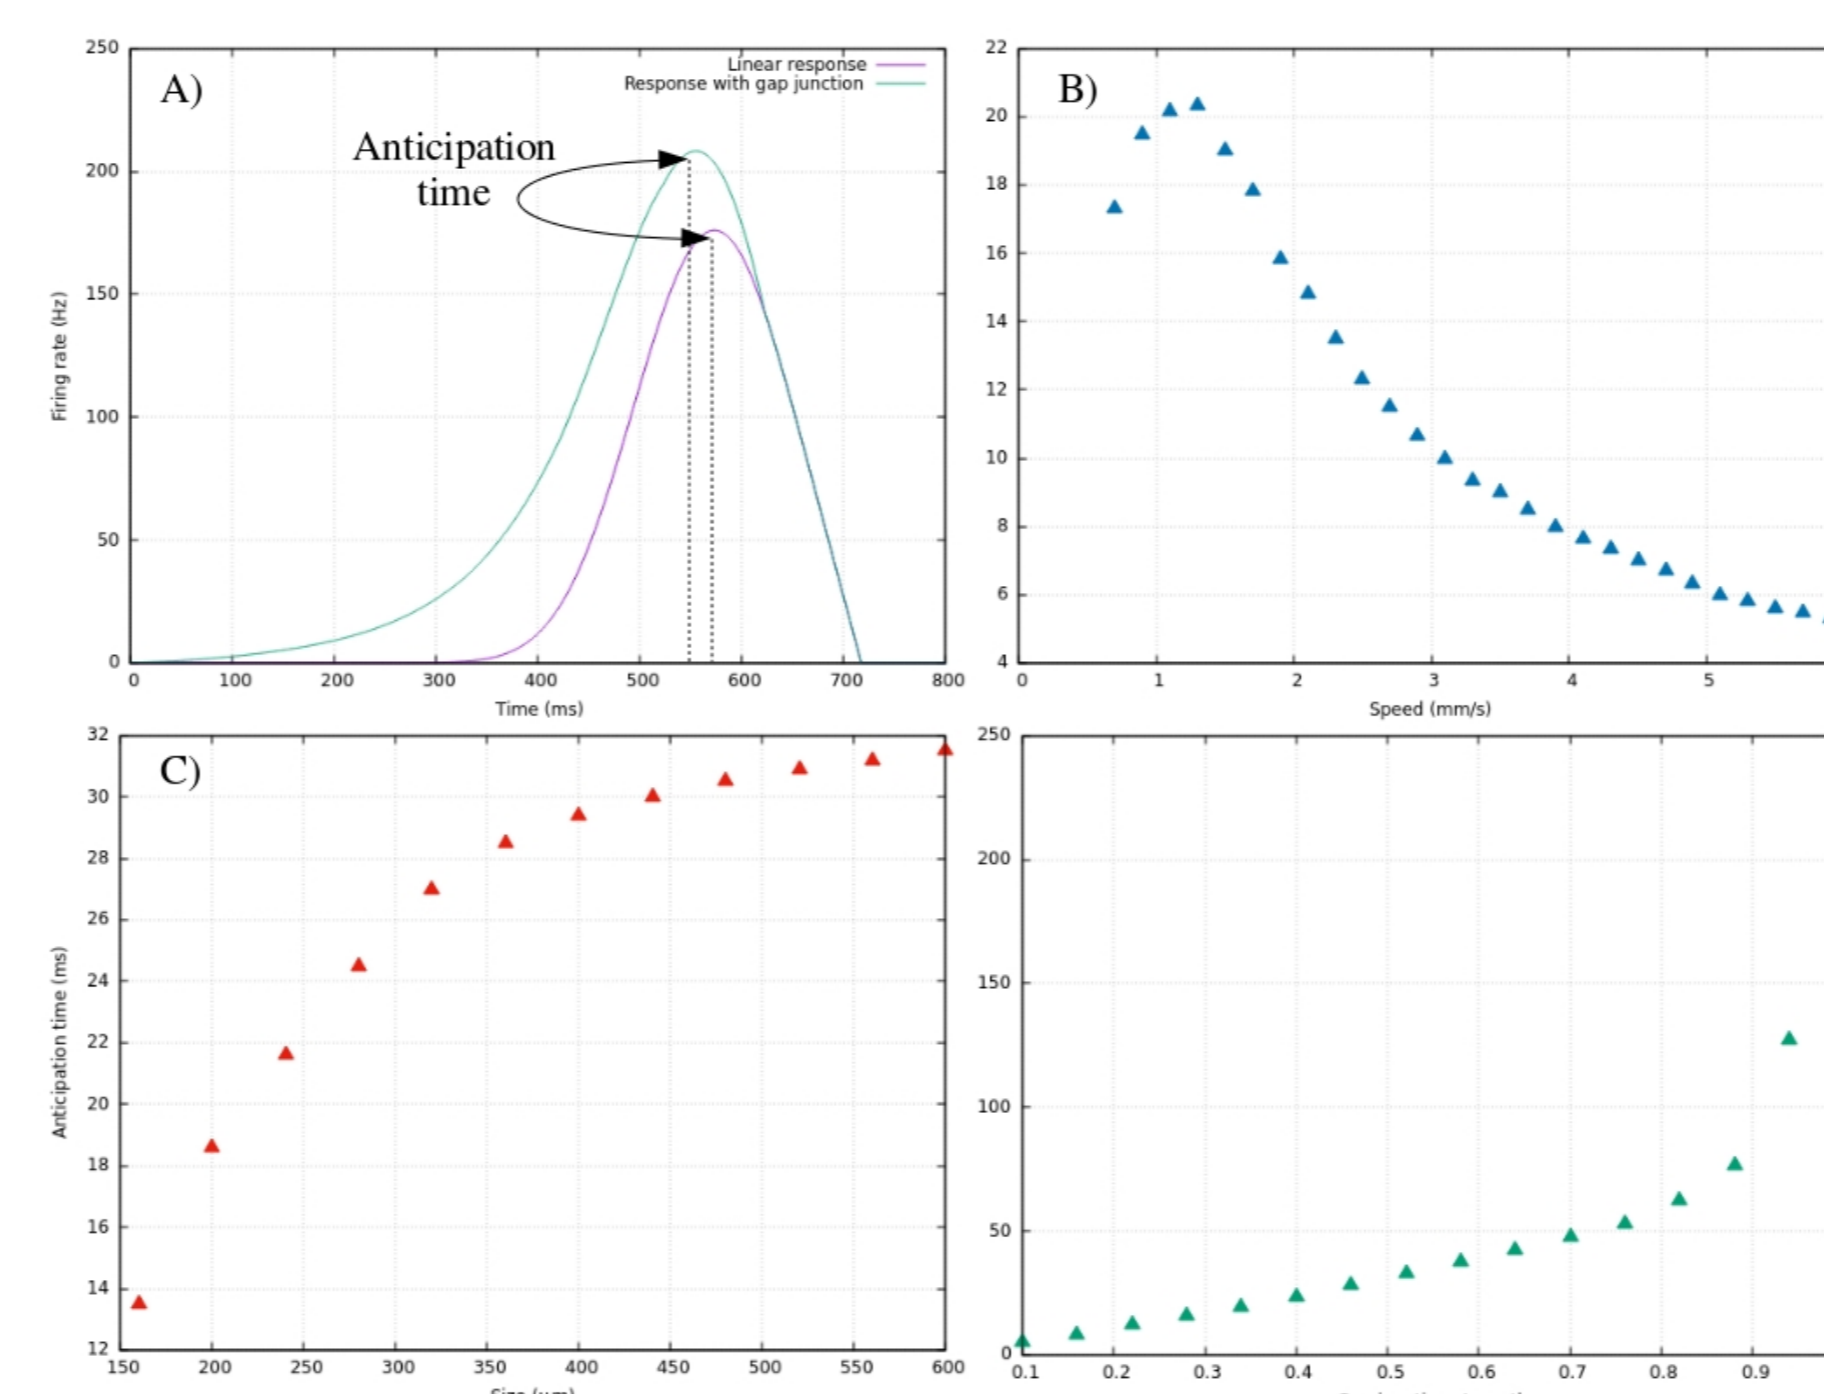 A)
Linear response
Response with gap junction
Anticipation
time
250
200
150
100
50
0
Firing rate (Hz)
0 100 200 300 400 500 600 700 800
Time (ms)
B)
22
20
18
16
14
12
10
8
6
4
0 1 2 3 4 5
Speed (mm/s)
C)
32
30
28
26
24
22
20
18
16
14
12
Anticipation time (ms)
150 200 250 300 350 400 450 500 550 600
Size (μm)
250
200
150
100
50
0
0.1 0.2 0.3 0.4 0.5 0.6 0.7 0.8 0.9